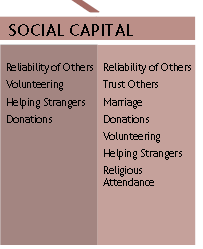 SOCIAL CAPITAL
Reliability of Others
Volunteering
Helping Strangers
Donations
Reliability of Others
Trust Others
Marriage
Donations
Volunteering
Helping Strangers
Religious
Attendance